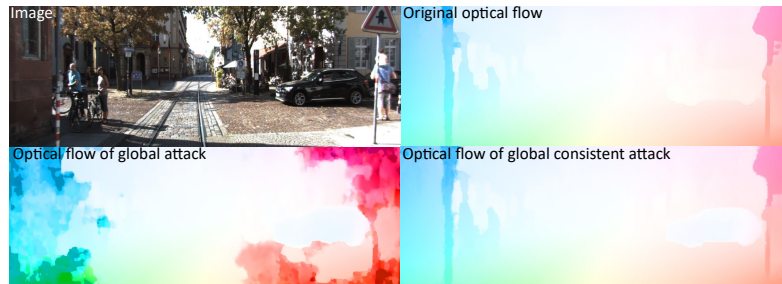 Image
Original optical flow
Optical flow of global attack
Optical flow of global consistent attack